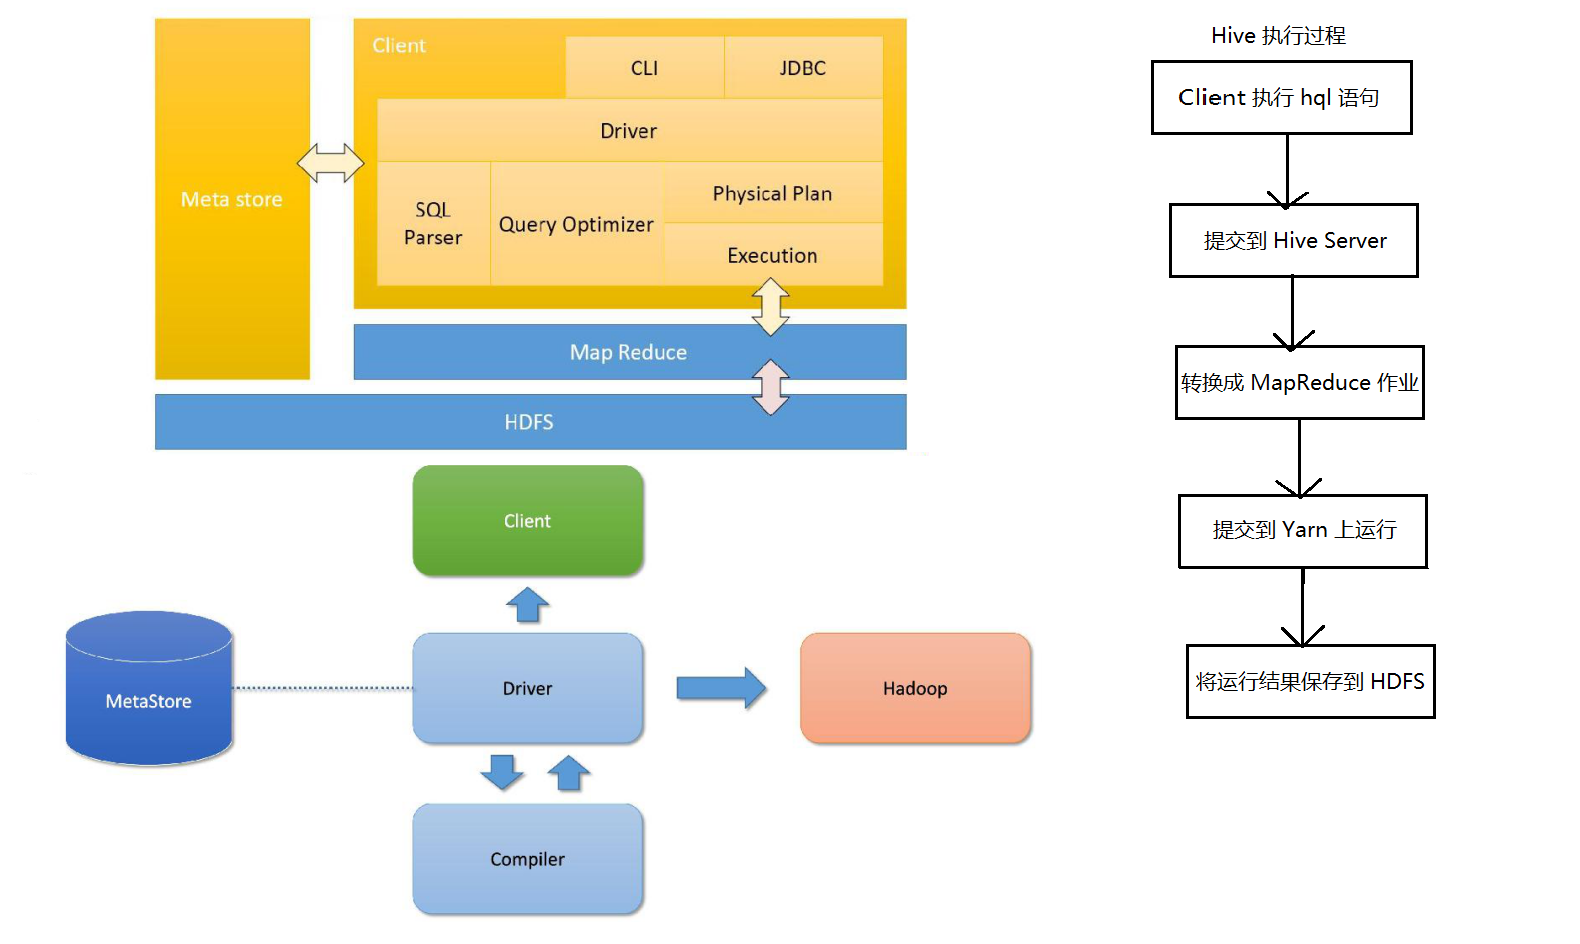 Client
CLI
JDBC
Driver
Meta store
SQL
Parser
Query Optimizer
Physical Plan
Execution
Map Reduce
HDFS
Client
MetaStore
Driver
Hadoop
Compiler
Hive 执行过程
Client 执行 hql 语句
提交到 Hive Server
转换成 MapReduce 作业
提交到 Yarn 上运行
将运行结果保存到 HDFS